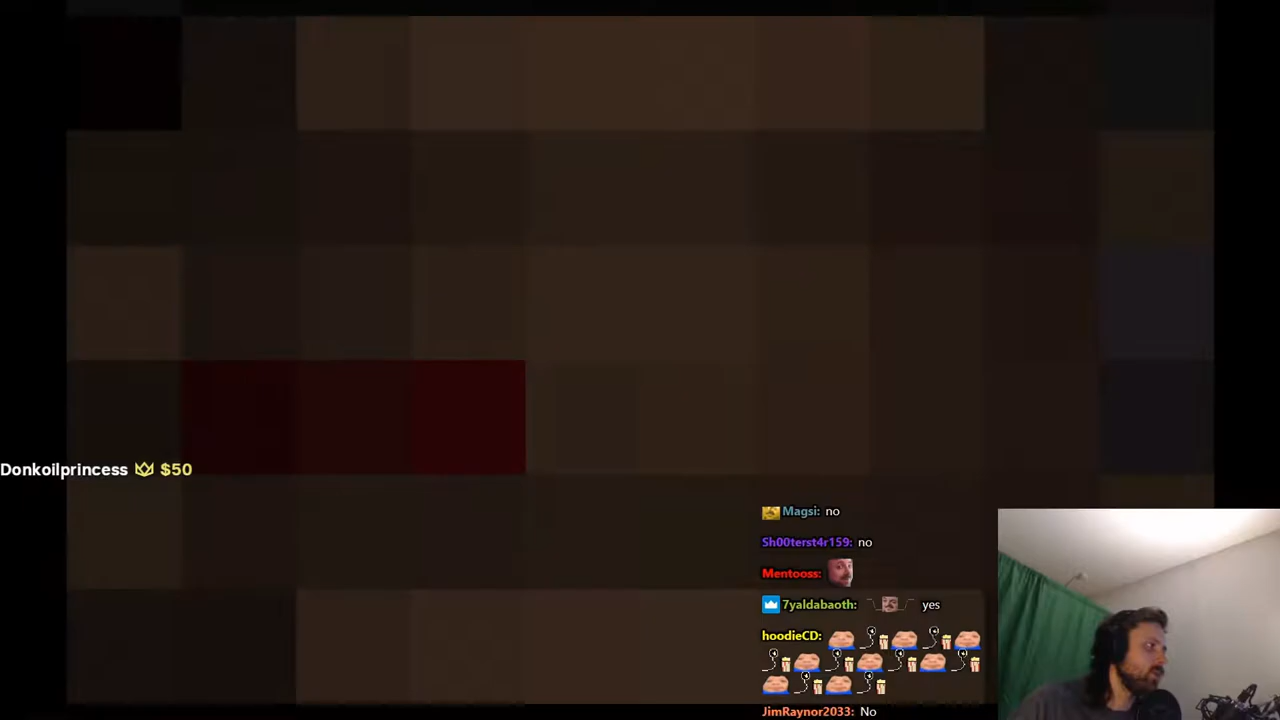 Donkoilprincess $50
Magsi: no
Sh00terst4r159: no
Mentooss:
7yaldabaoth: yes
hoodieCD:
JimRaynor2033: No